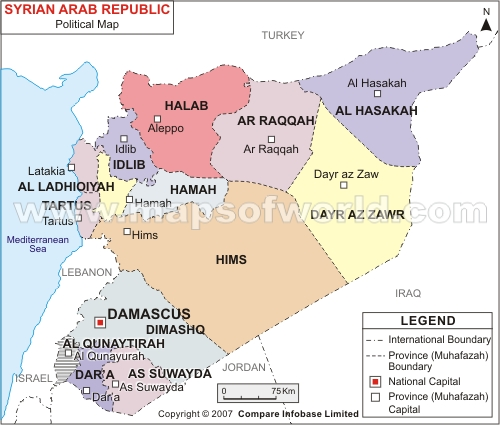 SYRIAN ARAB REPUBLIC
Political Map
N
TURKEY
Al Hasakah
AL HASAKAH
HALAB
Aleppo
AR RAQQAH
Ar Raqqah
Idlib
IDLIB
Latakia
AL LADHIOIYAH
HAMAH
Hamah
Dayr az Zaw
DAYR AZ ZAWR
TARTUS
Tartus
www.mapsofworld.com
Mediterranean
Sea
Hims
HIMS
LEBANON
IRAQ
DAMASCUS
DIMASHQ
AL QUNAYTIRAH
Al Qunayurah
ISRAEL
DAR'A
Dar'a
AS SUWAYDA
As Suwayda
JORDAN
LEGEND
International Boundary
Province (Muhafazah)
Boundary
National Capital
Province (Muhafazah)
Capital
0 75Km
Copyright © 2007 Compare Infobase Limited